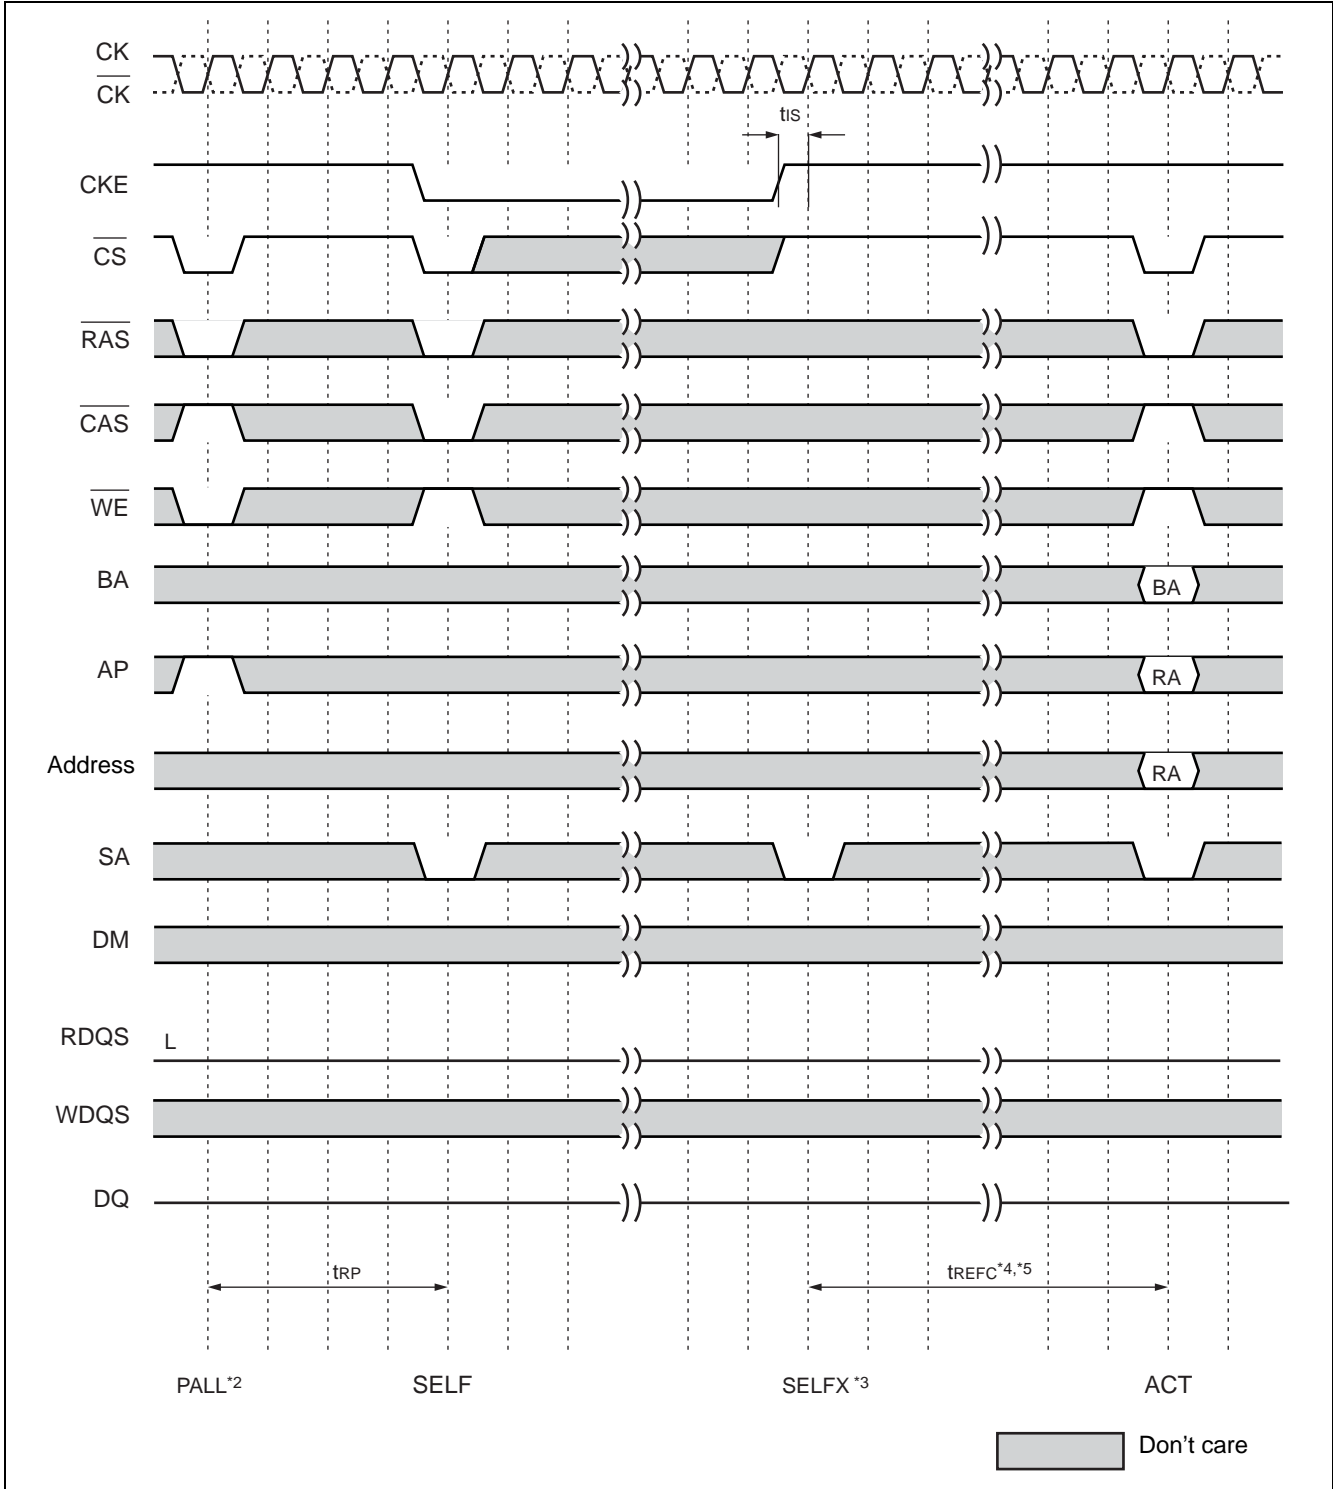 CK
CK
tIS
CKE
CS
RAS
CAS
WE
BA
BA
AP
RA
Address
RA
SA
DM
RDQS
L
WDQS
DQ
tRP
tREFC*4,*5
PALL*2
SELF
SELFX *3
ACT
Don't care